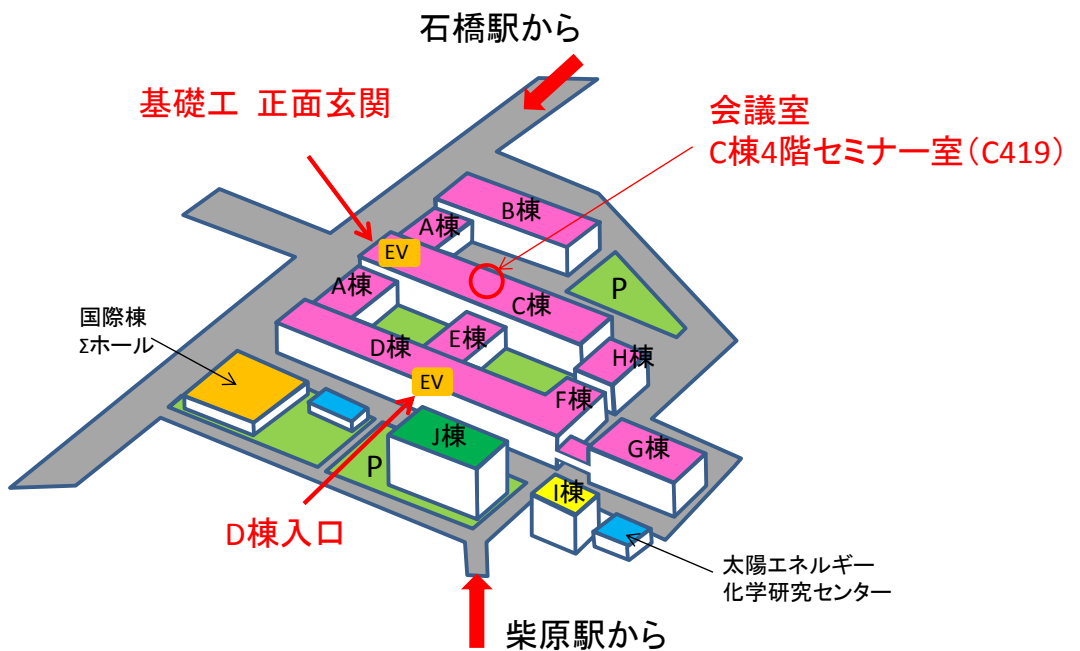 石橋駅から
基礎工 正面玄関
会議室
C棟4階セミナー室（C419）
B棟
A棟
EV
P
A棟
C棟
国際棟
Σホール
D棟
E棟
H棟
EV
F棟
J棟
G棟
P
I棟
D棟入口
太陽エネルギー
化学研究センター
柴原駅から